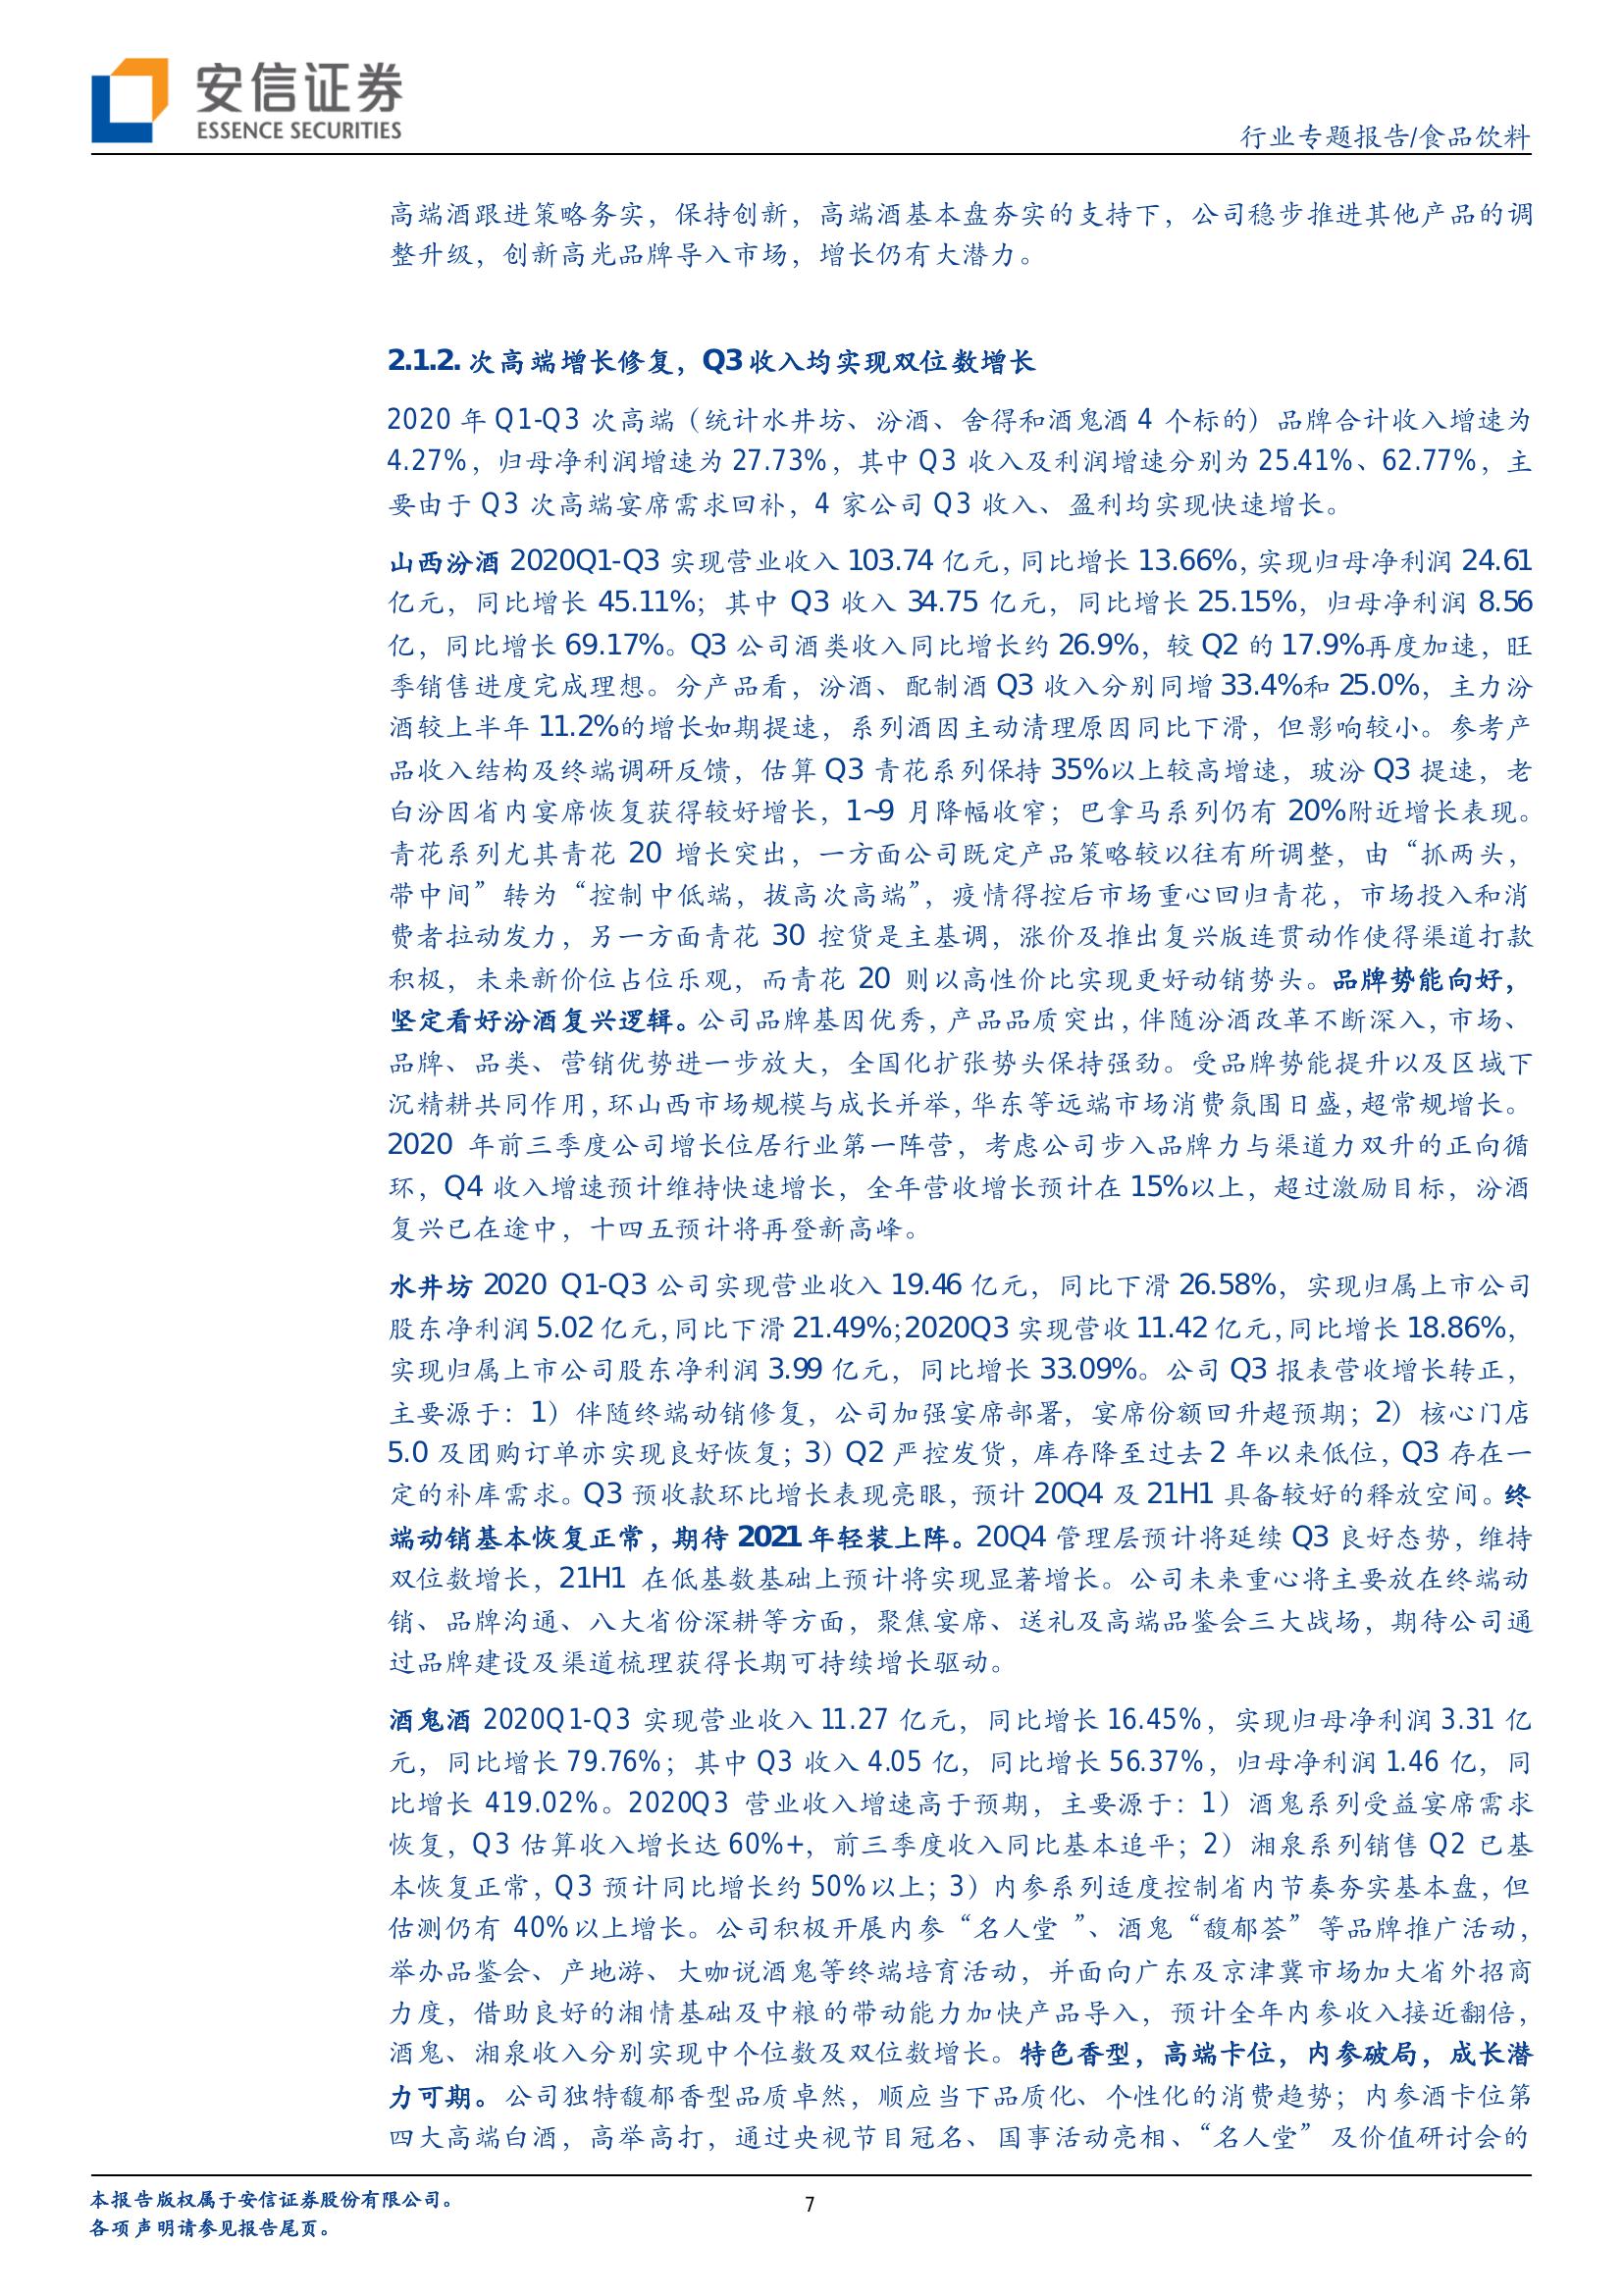 安信证券
ESSENCE SECURITIES
行业专题报告/食品饮料
高端酒跟进策略务实，保持创新，高端酒基本盘夯实的支持下，公司稳步推进其他产品的调
整升级，创新高光品牌导入市场，增长仍有大潜力。
2.1.2. 次高端增长修复，Q3 收入均实现双位数增长
2020 年 Q1-Q3 次高端（统计水井坊、汾酒、舍得和酒鬼酒 4 个标的）品牌合计收入增速为
4.27%，归母净利润增速为 27.73%，其中 Q3 收入及利润增速分别为 25.41%、62.77%，主
要由于 Q3 次高端宴席需求回补，4 家公司 Q3 收入、盈利均实现快速增长。
山西汾酒 2020Q1-Q3 实现营业收入 103.74 亿元，同比增长 13.66%，实现归母净利润 24.61
亿元，同比增长 45.11%；其中 Q3 收入 34.75 亿元，同比增长 25.15%，归母净利润 8.56
亿，同比增长 69.17%。Q3 公司酒类收入同比增长约 26.9%，较 Q2 的 17.9%再度加速，旺
季销售进度完成理想。分产品看，汾酒、配制酒 Q3 收入分别同增 33.4%和 25.0%，主力汾
酒较上半年 11.2%的增长如期提速，系列酒因主动清理原因同比下滑，但影响较小。参考产
品收入结构及终端调研反馈，估算 Q3 青花系列保持 35%以上较高增速，玻汾 Q3 提速，老
白汾因省内宴席恢复获得较好增长，1~9 月降幅收窄；巴拿马系列仍有 20%附近增长表现。
青花系列尤其青花 20 增长突出，一方面公司既定产品策略较以往有所调整，由“抓两头，
带中间”转为“控制中低端，拔高次高端”，疫情得控后市场重心回归青花，市场投入和消
费者拉动发力，另一方面青花 30 控货是主基调，涨价及推出复兴版连贯动作使得渠道打款
积极，未来新价位占位乐观，而青花 20 则以高性价比实现更好动销势头。品牌势能向好，
坚定看好汾酒复兴逻辑。公司品牌基因优秀，产品品质突出，伴随汾酒改革不断深入，市场、
品牌、品类、营销优势进一步放大，全国化扩张势头保持强劲。受品牌势能提升以及区域下
沉精耕共同作用，环山西市场规模与成长并举，华东等远端市场消费氛围日盛，超常规增长。
2020 年前三季度公司增长位居行业第一阵营，考虑公司步入品牌力与渠道力双升的正向循
环，Q4 收入增速预计维持快速增长，全年营收增长预计在 15%以上，超过激励目标，汾酒
复兴已在途中，十四五预计将再登新高峰。
水井坊 2020 Q1-Q3 公司实现营业收入 19.46 亿元，同比下滑 26.58%，实现归属上市公司
股东净利润 5.02 亿元，同比下滑 21.49%；2020Q3 实现营收 11.42 亿元，同比增长 18.86%，
实现归属上市公司股东净利润 3.99 亿元，同比增长 33.09%。公司 Q3 报表营收增长转正，
主要源于：1）伴随终端动销修复，公司加强宴席部署，宴席份额回升超预期；2）核心门店
5.0 及团购订单亦实现良好恢复；3）Q2 严控发货，库存降至过去 2 年以来低位，Q3 存在一
定的补库需求。Q3 预收款环比增长表现亮眼，预计 20Q4 及 21H1 具备较好的释放空间。终
端动销基本恢复正常，期待 2021 年轻装上阵。20Q4 管理层预计将延续 Q3 良好态势，维持
双位数增长，21H1 在低基数基础上预计将实现显著增长。公司未来重心将主要放在终端动
销、品牌沟通、八大省份深耕等方面，聚焦宴席、送礼及高端品鉴会三大战场，期待公司通
过品牌建设及渠道梳理获得长期可持续增长驱动。
酒鬼酒 2020Q1-Q3 实现营业收入 11.27 亿元，同比增长 16.45%，实现归母净利润 3.31 亿
元，同比增长 79.76%；其中 Q3 收入 4.05 亿，同比增长 56.37%，归母净利润 1.46 亿，同
比增长 419.02%。2020Q3 营业收入增速高于预期，主要源于：1）酒鬼系列受益宴席需求
恢复，Q3 估算收入增长达 60%+，前三季度收入同比基本追平；2）湘泉系列销售 Q2 已基
本恢复正常，Q3 预计同比增长约 50%以上；3）内参系列适度控制省内节奏夯实基本盘，但
估测仍有 40%以上增长。公司积极开展内参“名人堂 ”、酒鬼“馥郁荟”等品牌推广活动，
举办品鉴会、产地游、大咖说酒鬼等终端培育活动，并面向广东及京津冀市场加大省外招商
力度，借助良好的湘情基础及中粮的带动能力加快产品导入，预计全年内参收入接近翻倍，
酒鬼、湘泉收入分别实现中个位数及双位数增长。特色香型，高端卡位，内参破局，成长潜
力可期。公司独特馥郁香型品质卓然，顺应当下品质化、个性化的消费趋势；内参酒卡位第
四大高端白酒，高举高打，通过央视节目冠名、国事活动亮相、“名人堂”及价值研讨会的
本报告版权属于安信证券股份有限公司。
各项声明请参见报告尾页。
7